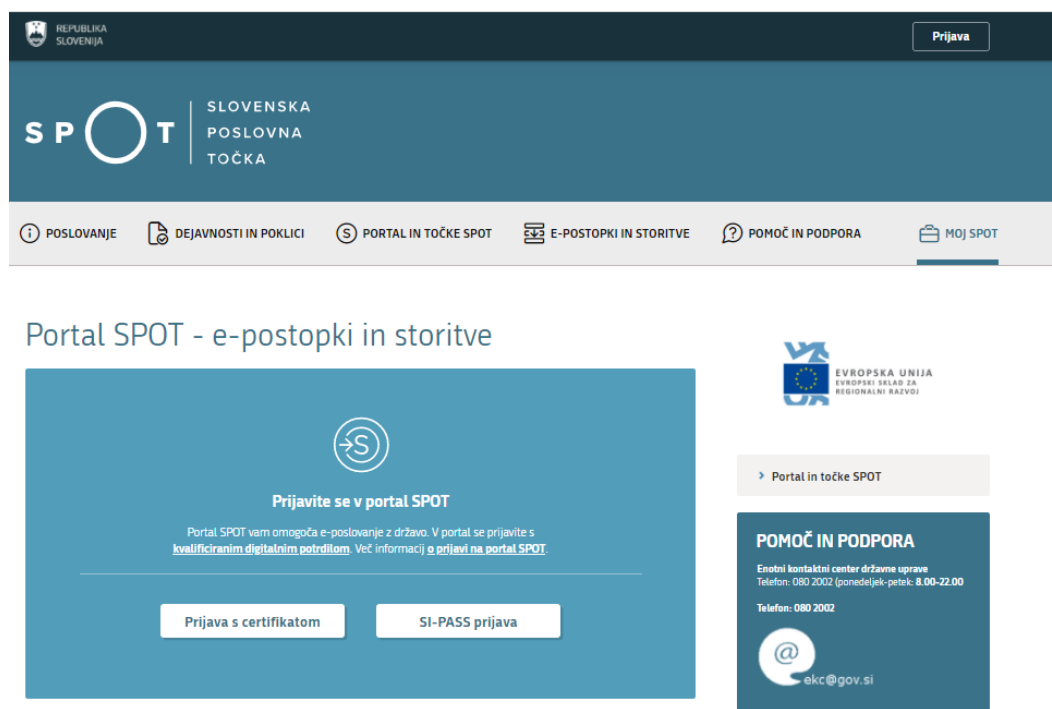 REPUBLIKA
SLOVENIJA
Prijava
SPOT
SLOVENSKA
POSLOVNA
TOČKA
POSLOVANJE
DEJAVNOSTI IN POKLICI
PORTAL IN TOČKE SPOT
E-POSTOPKI IN STORITVE
POMOČ IN PODPORA
MOJ SPOT
Portal SPOT - e-postopki in storitve
Prijavite se v portal SPOT
Portal SPOT vam omogoča e-poslovanje z državo. V portal se prijavite s
kvalificiranim digitalnim potrdilom. Več informacij o prijavi na portal SPOT.
Prijava s certifikatom
SI-PASS prijava
EVROPSKA UNIJA
EVROPSKI SKLAD ZA
REGIONALNI RAZVOJ
Portal in točke SPOT
POMOČ IN PODPORA
Enotni kontaktni center državne uprave
Telefon: 080 2002 (ponedeljek-petek: 8.00-22.00
Telefon: 080 2002
@
ekc@gov.si